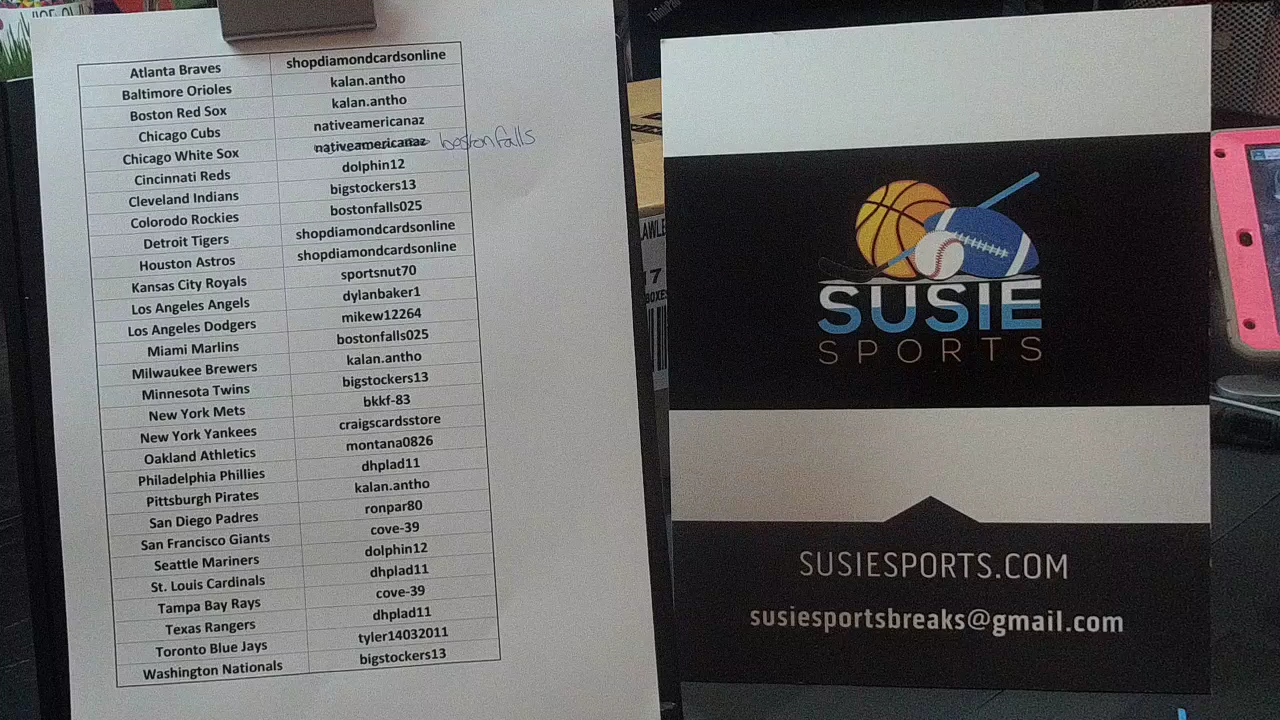 Atlanta Braves shopdiamondcardsonline
Baltimore Orioles kalan.antho
Boston Red Sox kalan.antho
Chicago Cubs nativeamericanaz
Chicago White Sox nativeamericanaz bostonfalls
Cincinnati Reds dolphin12
Cleveland Indians bigstockers13
Colorodo Rockies bostonfalls025
Detroit Tigers shopdiamondcardsonline
Houston Astros shopdiamondcardsonline
Kansas City Royals sportsnut70
Los Angeles Angels dylanbaker1
Los Angeles Dodgers mikew12264
Miami Marlins bostonfalls025
Milwaukee Brewers kalan.antho
Minnesota Twins bigstockers13
New York Mets bkkf-83
New York Yankees craigscardsstore
Oakland Athletics montana0826
Philadelphia Phillies dhplad11
Pittsburgh Pirates kalan.antho
San Diego Padres ronpar80
San Francisco Giants cove-39
Seattle Mariners dolphin12
St. Louis Cardinals dhplad11
Tampa Bay Rays cove-39
Texas Rangers dhplad11
Toronto Blue Jays tyler14032011
Washington Nationals bigstockers13
17
BOXES
ThinkPad
SUSIE
SPORTS
SUSIESPORTS.COM
susiesportsbreaks@gmail.com